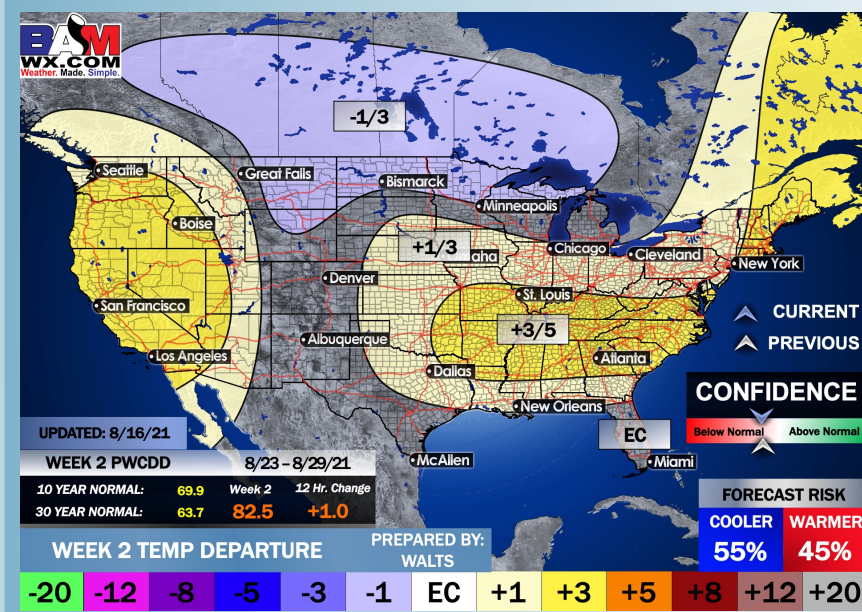 BAM
WX.COM
Weather. Made. Simple.
-1/3
Seattle
Great Falls
Bismarck
Minneapolis
Boise
+1/3
aha
Chicago
Cleveland
New York
Denver
St. Louis
San Francisco
CURRENT
+3/5
Albuquerque
PREVIOUS
Los Angeles
Atlanta
Dallas
CONFIDENCE
New Orleans
Below Normal Above Normal
EC
McAllen
Miami
UPDATED: 8/16/21
WEEK 2 PWCDD 8/23 – 8/29/21
10 YEAR NORMAL: 69.9 Week 2 12 Hr. Change
30 YEAR NORMAL: 63.7 82.5 +1.0
FORECAST RISK
COOLER WARMER
55% 45%
WEEK 2 TEMP DEPARTURE
PREPARED BY:
WALTS
-20 -12 -8 -5 -3 -1 EC +1 +3 +5 +8 +12 +20